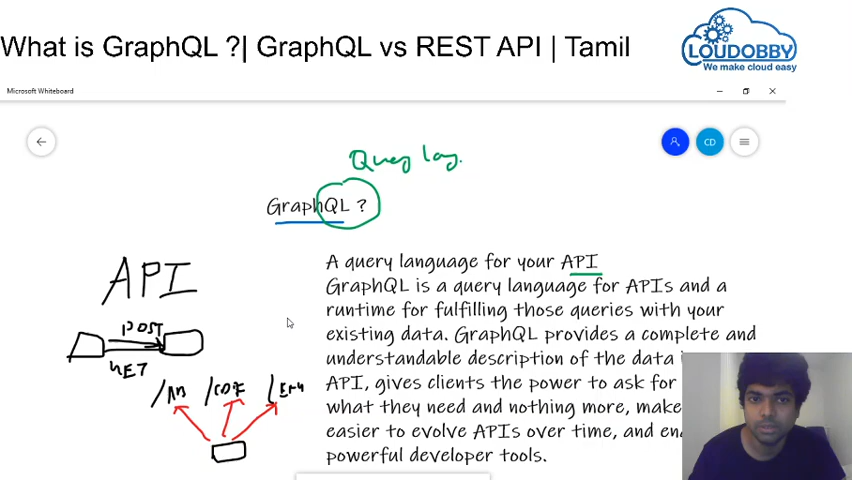 What is GraphQL ?| GraphQL vs REST API | Tamil
LOUDOBBY
We make cloud easy
Microsoft Whiteboard
CD
Query lang.
GraphQL ?
API
POST
GET
A query language for your API
GraphQL is a query language for APIs and a
runtime for fulfilling those queries with your
existing data. GraphQL provides a complete and
understandable description of the data
API, gives clients the power to ask for
what they need and nothing more, make
easier to evolve APIs over time, and
powerful developer tools.